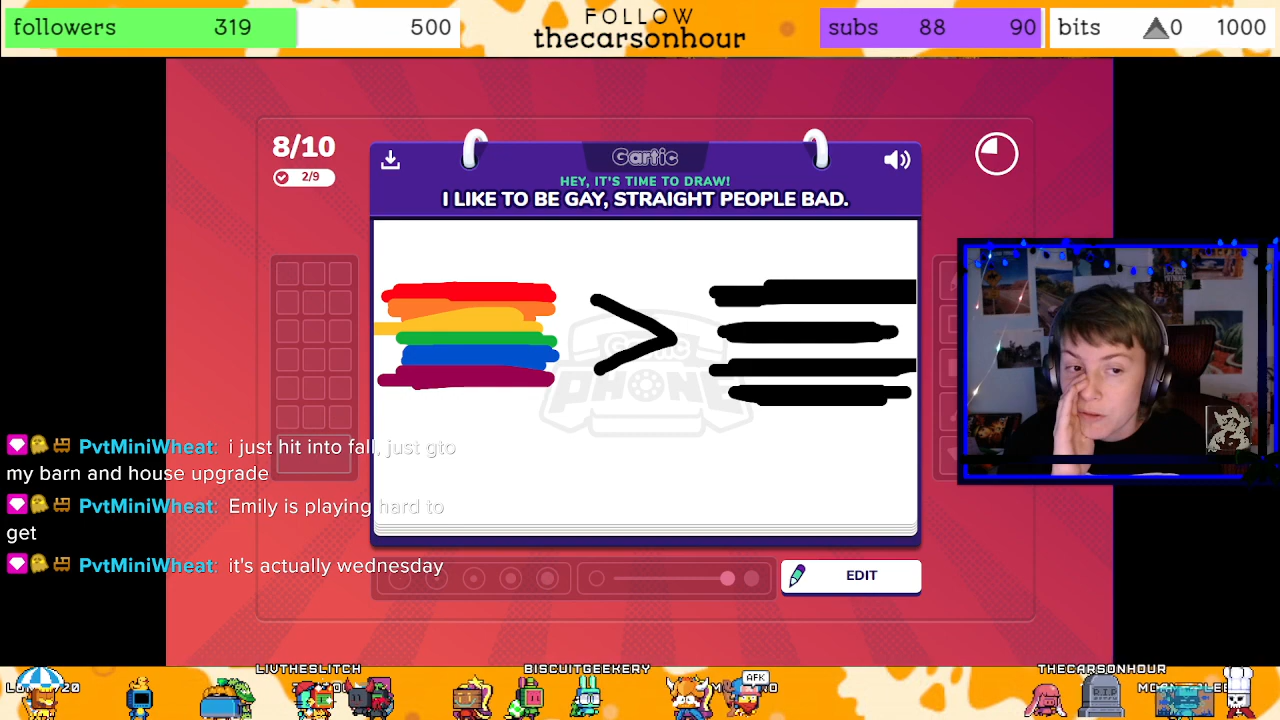 followers 319 500
FOLLOW
thecarsonhour
subs 88 90
bits 0 1000
8/10
2/9
Gartic
HEY, IT'S TIME TO DRAW!
I LIKE TO BE GAY, STRAIGHT PEOPLE BAD.
GARTIC
PHONE
PvtMiniWheat: i just hit into fall, just gto
my barn and house upgrade
PvtMiniWheat: Emily is playing hard to
get
PvtMiniWheat: it's actually wednesday
EDIT
LIVTHESLITCH
BISCUITGEEKERY
THECARSONHOUR
AFK
R.I.P